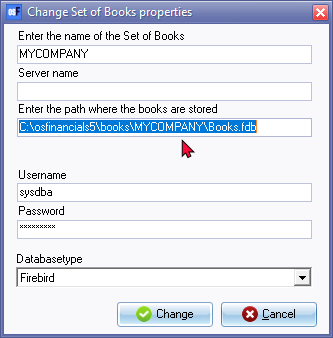 Change Set of Books properties
Enter the name of the Set of Books
MYCOMPANY
Server name
Enter the path where the books are stored
C:\osfinancials5\books\MYCOMPANY\Books.fdb
Username
sysdba
Password
×××××××××
Databasetype
Firebird
Change
Cancel